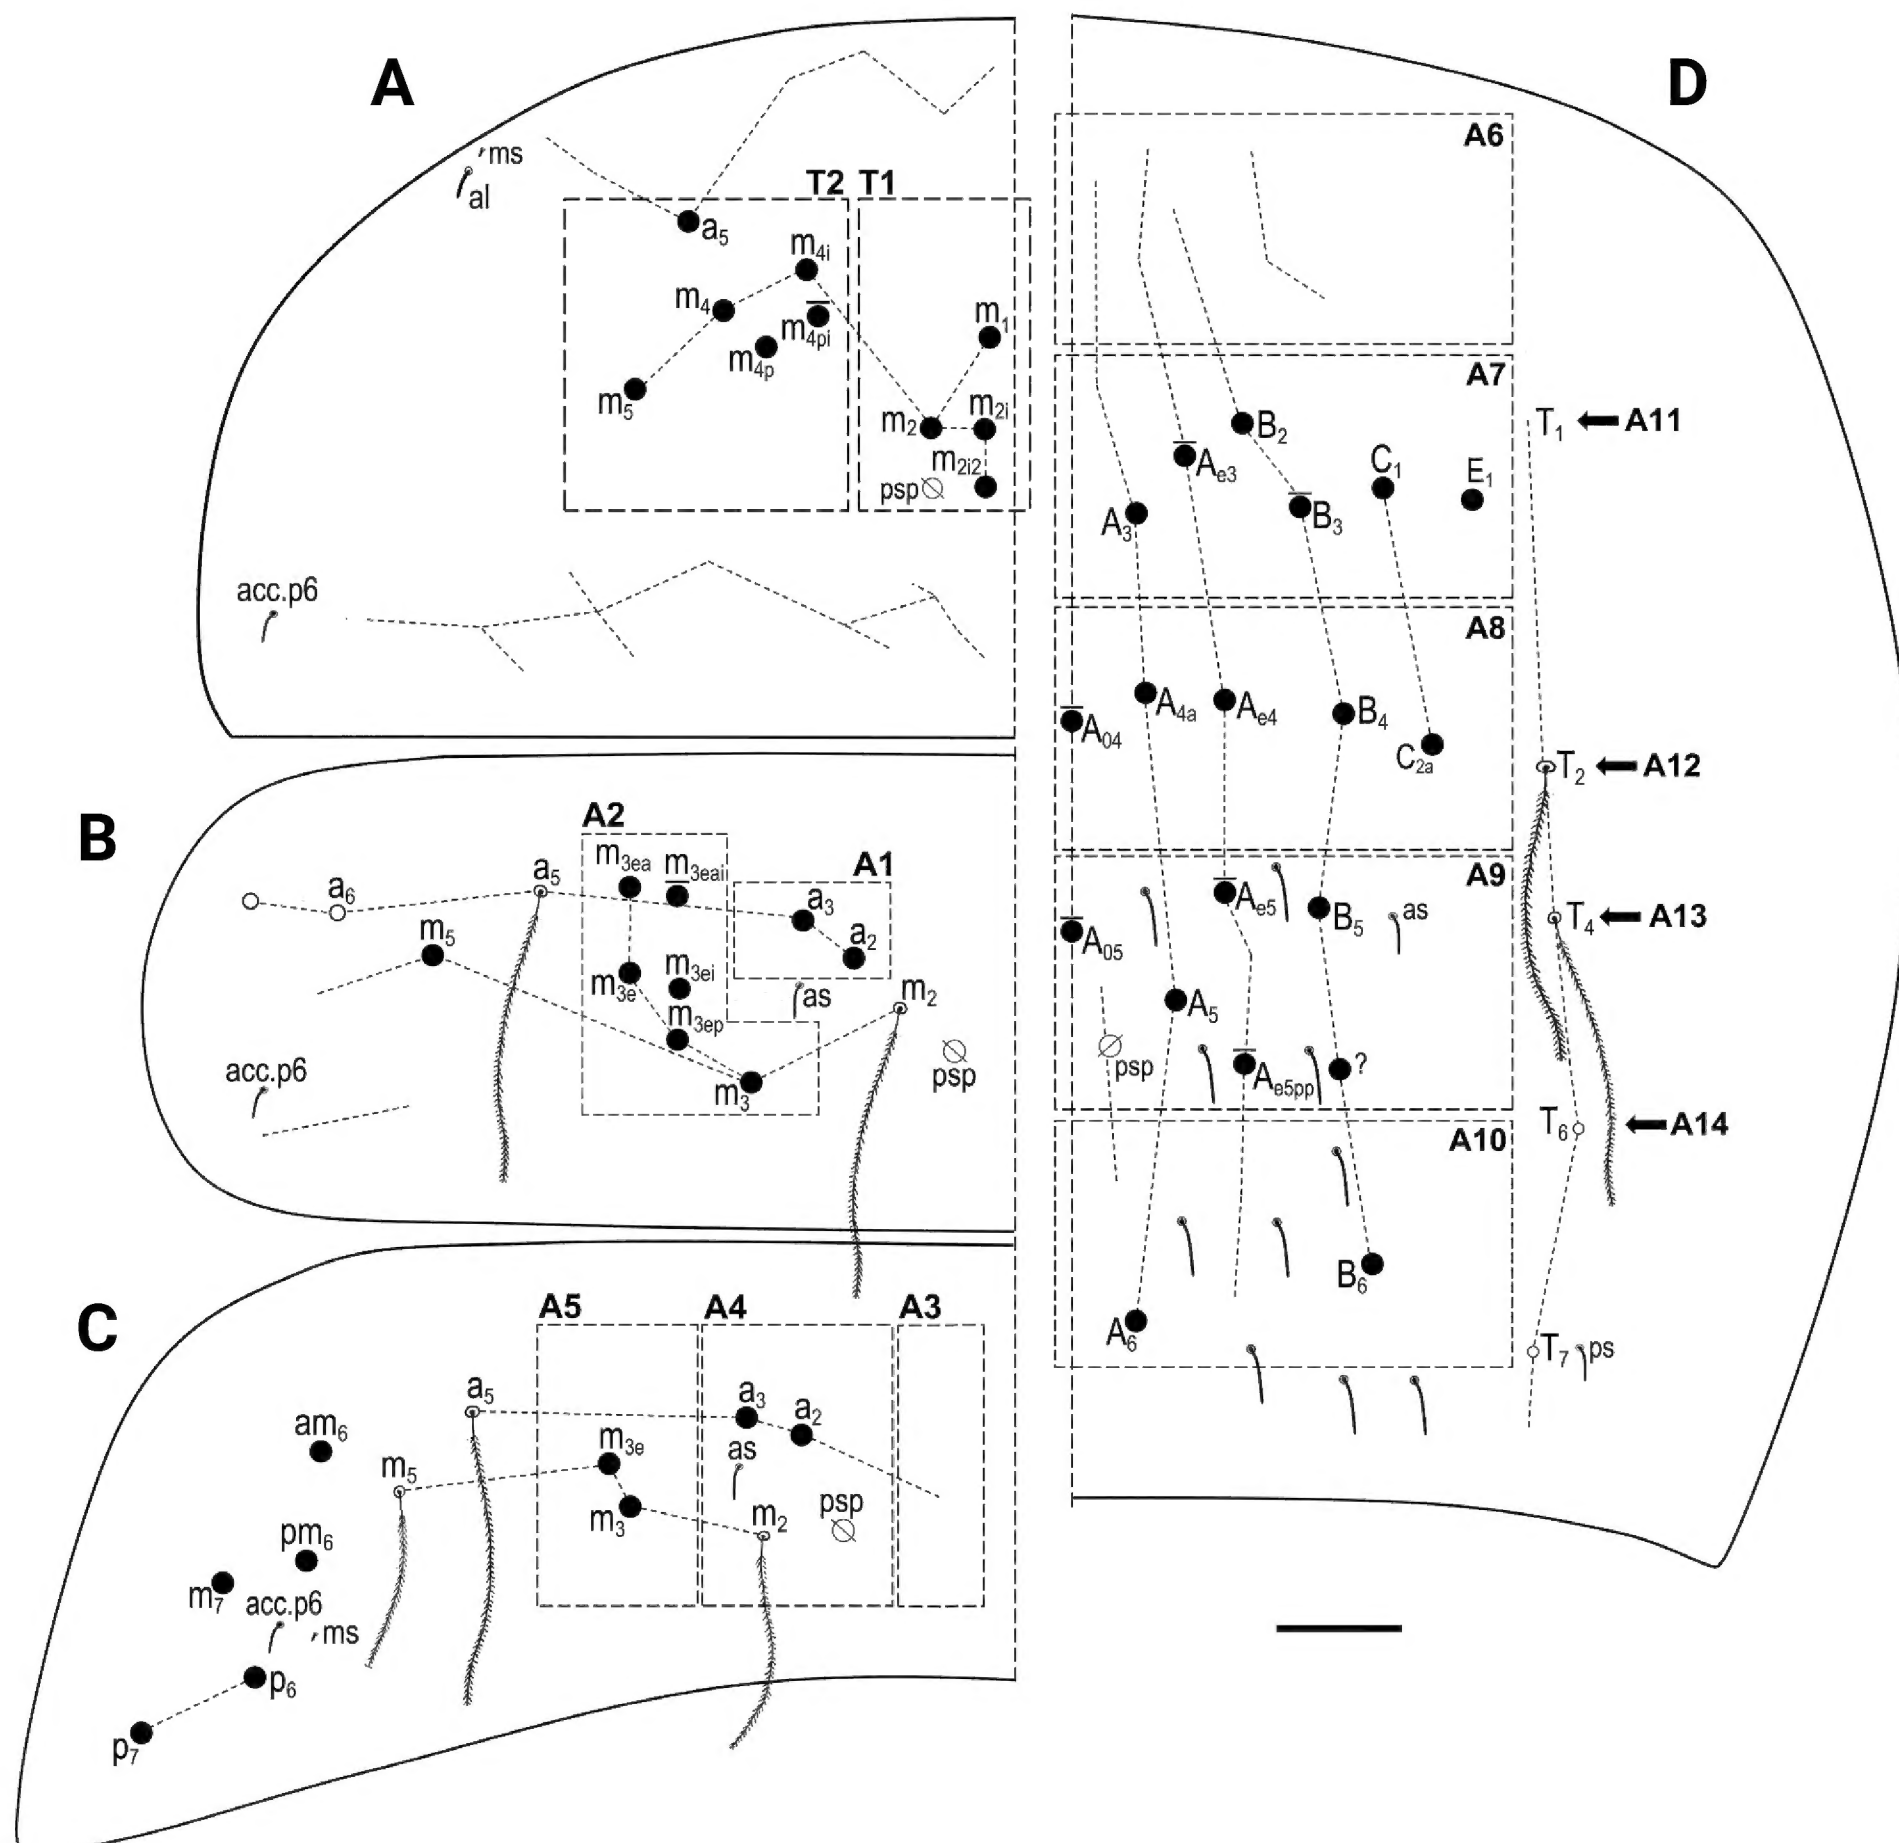 A
ms
al
T2 T1
a5
m4i
m4
m4pi
m4p
m5
m1
m2
m2i
m2i2
psp
acc.p6
B
A2
A1
a6
a5
m3ea
m3eai
a3
a2
m5
m3e
m3ei
m3ep
as
m2
m3
psp
acc.p6
C
A5
A4
A3
a5
a3
a2
am6
m5
m3e
as
m3
m2
psp
pm6
m7
acc.p6
ms
p6
p7
D
A6
A7
B2
Ae3
A3
B3
C1
E1
T1
A11
A8
A04
A4a
Ae4
B4
C2a
T2
A12
A9
A05
Ae5
B5
as
T4
A13
A5
psp
Ae5pp
?
T6
A14
A10
B6
A6
T7
ps